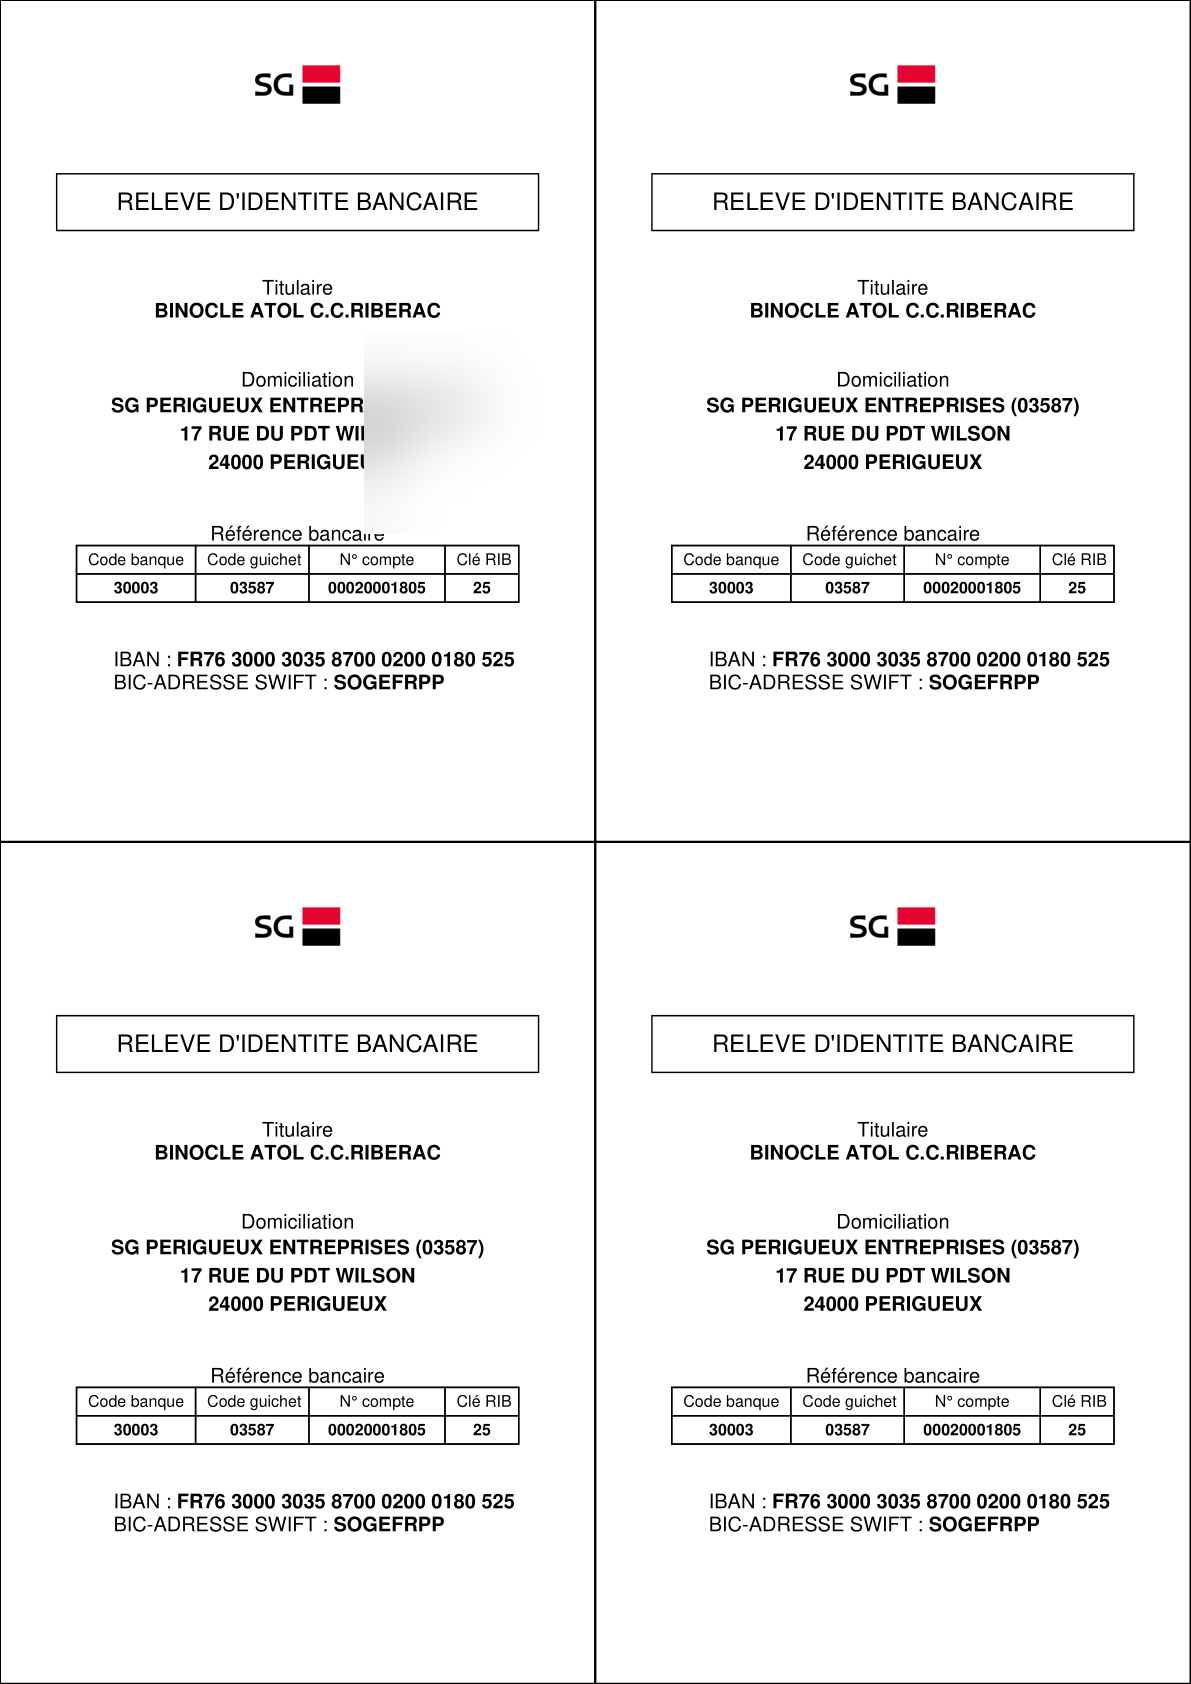 SG
RELEVE D'IDENTITE BANCAIRE
Titulaire
BINOCLE ATOL C.C.RIBERAC
Domiciliation
SG PERIGUEUX
17 RUE DU PDT
24000
Référence bancaire
Code banque Code guichet N° compte Clé RIB
30003 03587 00020001805 25
IBAN : FR76 3000 3035 8700 0200 0180 525
BIC-ADRESSE SWIFT : SOGEFRPP
SG
RELEVE D'IDENTITE BANCAIRE
Titulaire
BINOCLE ATOL C.C.RIBERAC
Domiciliation
SG PERIGUEUX ENTREPRISES (03587)
17 RUE DU PDT WILSON
24000 PERIGUEUX
Référence bancaire
Code banque Code guichet N° compte Clé RIB
30003 03587 00020001805 25
IBAN : FR76 3000 3035 8700 0200 0180 525
BIC-ADRESSE SWIFT : SOGEFRPP
SG
RELEVE D'IDENTITE BANCAIRE
Titulaire
BINOCLE ATOL C.C.RIBERAC
Domiciliation
SG PERIGUEUX ENTREPRISES (03587)
17 RUE DU PDT WILSON
24000 PERIGUEUX
Référence bancaire
Code banque Code guichet N° compte Clé RIB
30003 03587 00020001805 25
IBAN : FR76 3000 3035 8700 0200 0180 525
BIC-ADRESSE SWIFT : SOGEFRPP
SG
RELEVE D'IDENTITE BANCAIRE
Titulaire
BINOCLE ATOL C.C.RIBERAC
Domiciliation
SG PERIGUEUX ENTREPRISES (03587)
17 RUE DU PDT WILSON
24000 PERIGUEUX
Référence bancaire
Code banque Code guichet N° compte Clé RIB
30003 03587 00020001805 25
IBAN : FR76 3000 3035 8700 0200 0180 525
BIC-ADRESSE SWIFT : SOGEFRPP